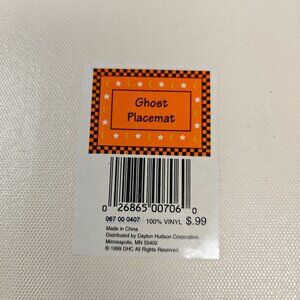 Ghost
Placemat
0 26865 00706 0
067 00 0407 100% VINYL $.99
Made in China
Distributed by Dayton Hudson Corporation,
Minneapolis, MN 55402
© 1999 DHC All Rights Reserved